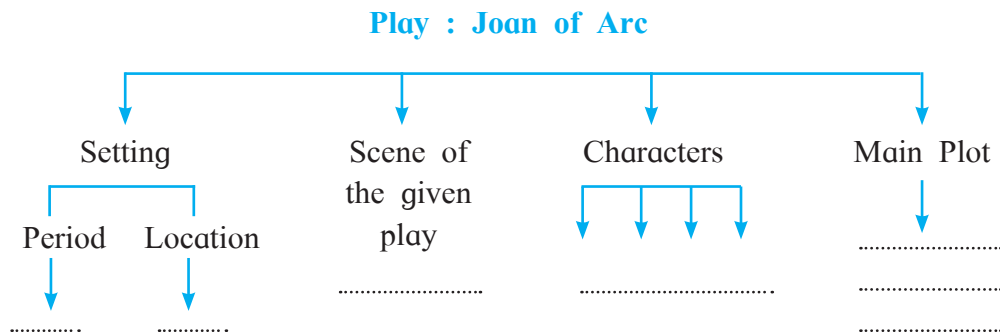 Play : Joan of Arc
Setting
Period
Location
............
............
Scene of
the given
play
........................
Characters
................................
Main Plot
........................
........................
........................